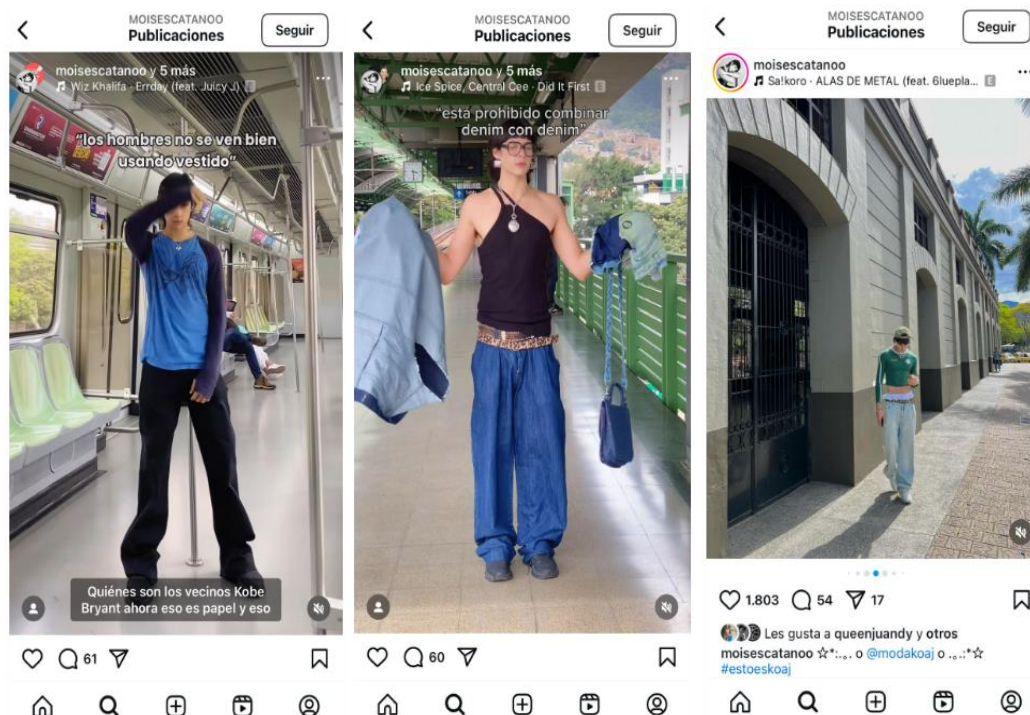 MOISESCATANOO
Publicaciones
Seguir
moisescatanoo y 5 más
Wiz Khalifa · Errday (feat. Juicy J) E
"los hombres no se ven bien
usando vestido"
Quiénes son los vecinos Kobe
Bryant ahora eso es papel y eso
61
MOISESCATANOO
Publicaciones
Seguir
moisescatanoo y 5 más
Ice Spice, Central Cee · Did It First E
"esta prohibido combinar
denim con denim"
60
MOISESCATANOO
Publicaciones
Seguir
moisescatanoo
Sa!koro · ALAS DE METAL (feat. 6luepla... E
1.803 54 17
Les gusta a queenjuandy y otros
moisescatanoo ☆*:.｡. o @modakoaj o .｡.:*☆
#estoeskoaj